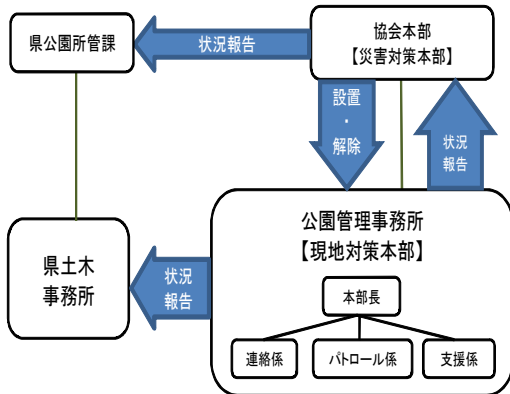 県公園所管課
状況報告
協会本部
【災害対策本部】
設置
・
解除
状況
報告
公園管理事務所
【現地対策本部】
県土木
事務所
状況
報告
本部長
連絡係
パトロール係
支援係